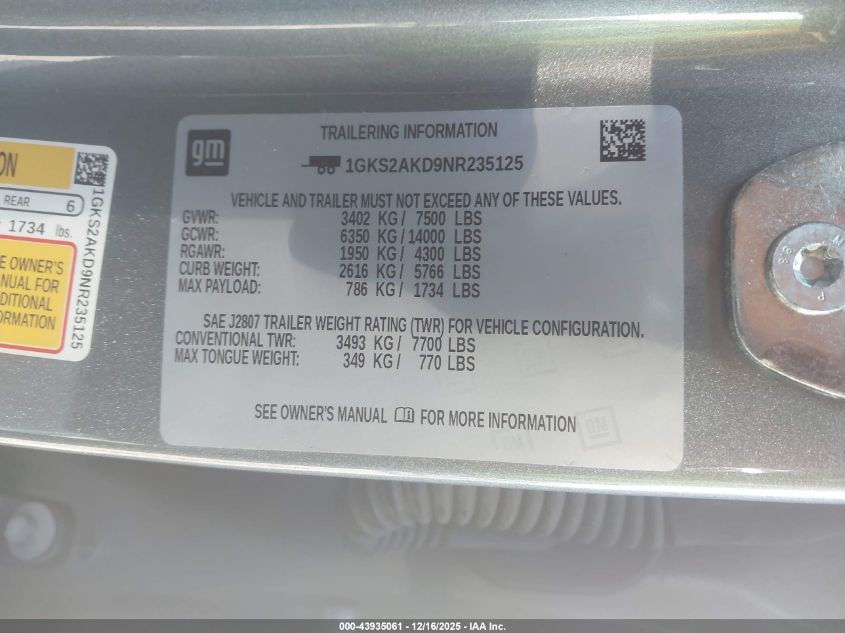 ON
REAR 6
1734 lbs.
E OWNER'S
NUAL FOR
DITIONAL
ORMATION
1GKS2AKD9NR235125
gm
TRAILERING INFORMATION
1GKS2AKD9NR235125
VEHICLE AND TRAILER MUST NOT EXCEED ANY OF THESE VALUES.
GVWR: 3402 KG / 7500 LBS
GCWR: 6350 KG / 14000 LBS
RGAWR: 1950 KG / 4300 LBS
CURB WEIGHT: 2616 KG / 5766 LBS
MAX PAYLOAD: 786 KG / 1734 LBS
SAE J2807 TRAILER WEIGHT RATING (TWR) FOR VEHICLE CONFIGURATION.
CONVENTIONAL TWR: 3493 KG / 7700 LBS
MAX TONGUE WEIGHT: 349 KG / 770 LBS
SEE OWNER'S MANUAL FOR MORE INFORMATION
GM
GM
000-43935061 - 12/16/2025 - IAA Inc.